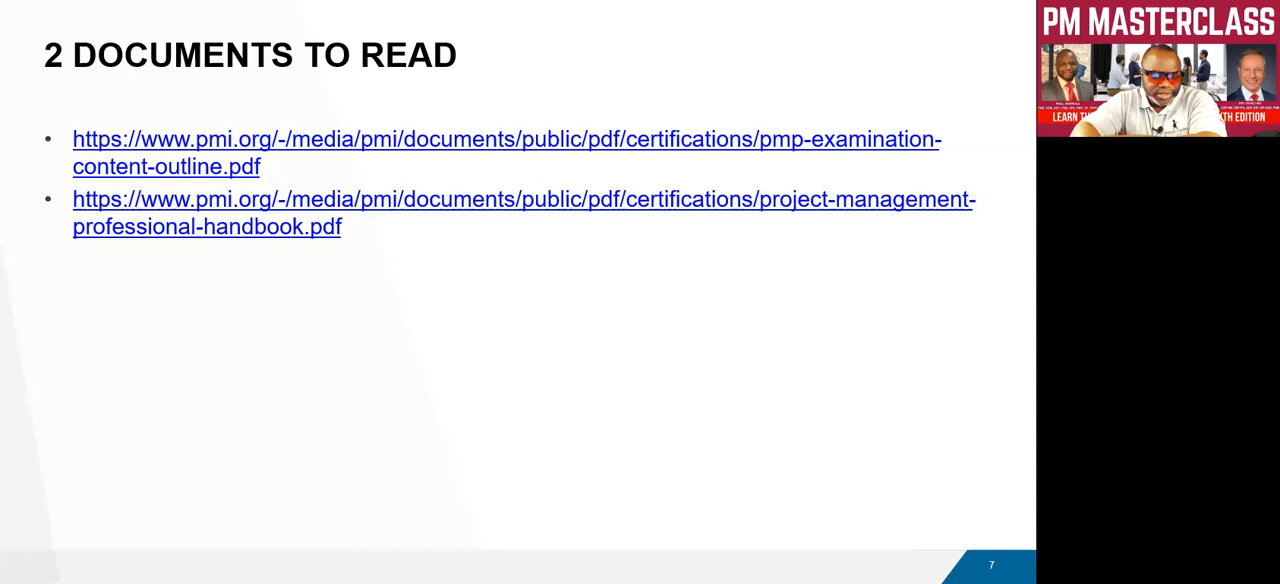 2 DOCUMENTS TO READ
• https://www.pmi.org/-/media/pmi/documents/public/pdf/certifications/pmp-examination-
content-outline.pdf
• https://www.pmi.org/-/media/pmi/documents/public/pdf/certifications/project-management-
professional-handbook.pdf
7
PM MASTERCLASS
LEARN TH
TH EDITION